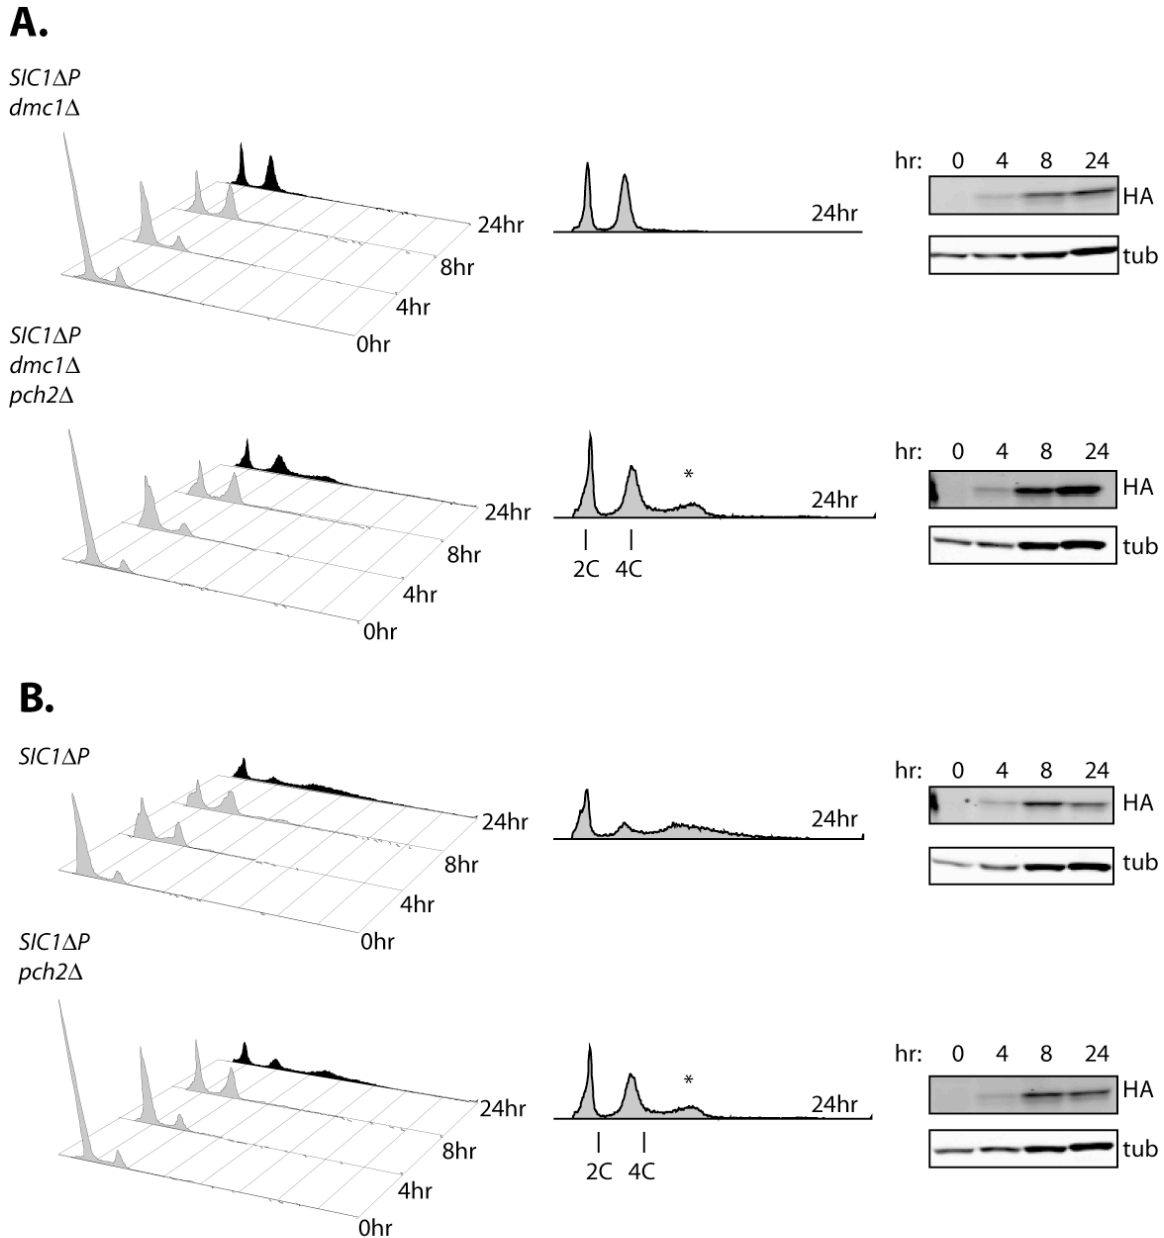 A.
SIC1ΔP
dmc1Δ
24hr
8hr
4hr
0hr
24hr
hr: 0 4 8 24
HA
tub
SIC1ΔP
dmc1Δ
pch2Δ
24hr
8hr
4hr
0hr
*
24hr
2C 4C
hr: 0 4 8 24
HA
tub
B.
SIC1ΔP
24hr
8hr
4hr
0hr
24hr
hr: 0 4 8 24
HA
tub
SIC1ΔP
pch2Δ
24hr
8hr
4hr
0hr
*
24hr
2C 4C
hr: 0 4 8 24
HA
tub